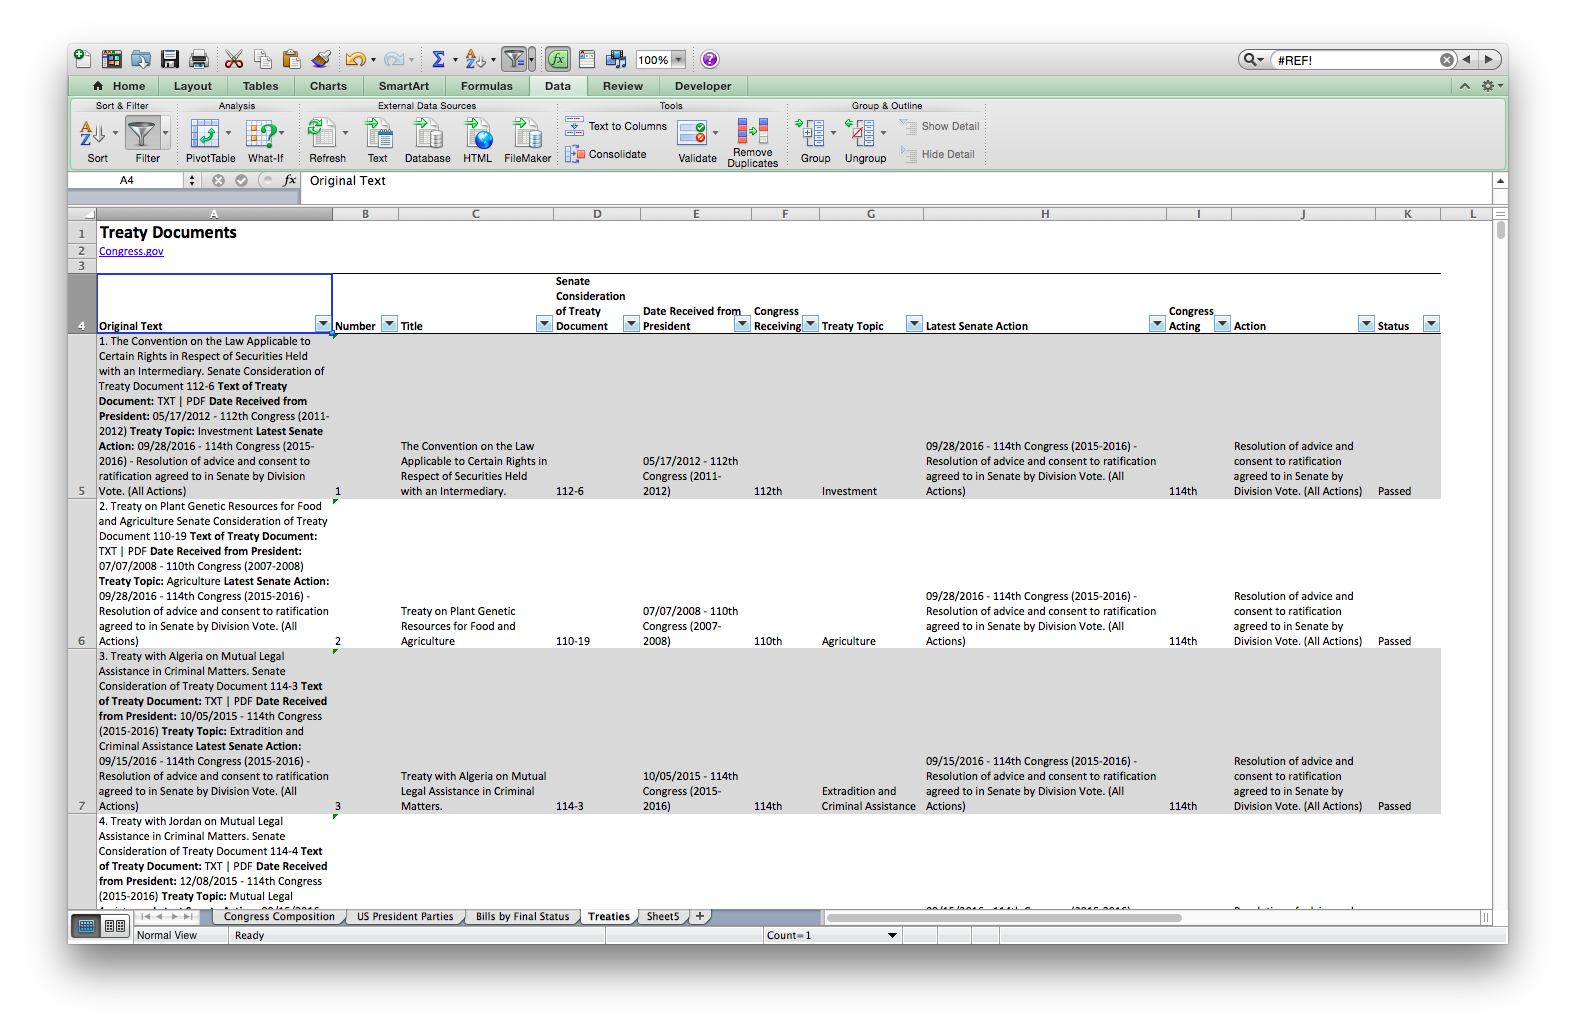 100%
#REF!
Home Layout Tables Charts SmartArt Formulas Data Review Developer
Sort & Filter Analysis External Data Sources Tools Group & Outline
Sort Filter PivotTable What-If Refresh Text Database HTML FileMaker
Text to Columns
Consolidate
Validate Remove Duplicates Group Ungroup
Show Detail
Hide Detail
A4 fx Original Text
A B C D E F G H I J K L
1 Treaty Documents
2 Congress.gov
3
4 Original Text
Number
Title
Senate
Consideration
of Treaty
Document
Date Received from
President
Congress
Receiving
Treaty Topic
Latest Senate Action
Congress
Acting
Action
Status
1. The Convention on the Law Applicable to
Certain Rights in Respect of Securities Held
with an Intermediary. Senate Consideration of
Treaty Document 112-6 Text of Treaty
Document: TXT | PDF Date Received from
President: 05/17/2012 - 112th Congress (2011-
2012) Treaty Topic: Investment Latest Senate
Action: 09/28/2016 - 114th Congress (2015-
2016) - Resolution of advice and consent to
ratification agreed to in Senate by Division
5 Vote. (All Actions)
1
The Convention on the Law
Applicable to Certain Rights in
Respect of Securities Held
with an Intermediary.
112-6
05/17/2012 - 112th
Congress (2011-
2012)
112th
Investment
09/28/2016 - 114th Congress (2015-2016) -
Resolution of advice and consent to ratification
agreed to in Senate by Division Vote. (All
Actions)
114th
Resolution of advice and
consent to ratification
agreed to in Senate by
Division Vote. (All Actions)
Passed
2. Treaty on Plant Genetic Resources for Food
and Agriculture Senate Consideration of Treaty
Document 110-19 Text of Treaty Document:
TXT | PDF Date Received from President:
07/07/2008 - 110th Congress (2007-2008)
Treaty Topic: Agriculture Latest Senate Action:
09/28/2016 - 114th Congress (2015-2016) -
Resolution of advice and consent to ratification
agreed to in Senate by Division Vote. (All
6 Actions)
2
Treaty on Plant Genetic
Resources for Food and
Agriculture
110-19
07/07/2008 - 110th
Congress (2007-
2008)
110th
Agriculture
09/28/2016 - 114th Congress (2015-2016) -
Resolution of advice and consent to ratification
agreed to in Senate by Division Vote. (All
Actions)
114th
Resolution of advice and
consent to ratification
agreed to in Senate by
Division Vote. (All Actions)
Passed
3. Treaty with Algeria on Mutual Legal
Assistance in Criminal Matters. Senate
Consideration of Treaty Document 114-3 Text
of Treaty Document: TXT | PDF Date Received
from President: 10/05/2015 - 114th Congress
(2015-2016) Treaty Topic: Extradition and
Criminal Assistance Latest Senate Action:
09/15/2016 - 114th Congress (2015-2016) -
Resolution of advice and consent to ratification
agreed to in Senate by Division Vote. (All
7 Actions)
3
Treaty with Algeria on Mutual
Legal Assistance in Criminal
Matters.
114-3
10/05/2015 - 114th
Congress (2015-
2016)
114th
Extradition and
Criminal Assistance
09/15/2016 - 114th Congress (2015-2016) -
Resolution of advice and consent to ratification
agreed to in Senate by Division Vote. (All
Actions)
114th
Resolution of advice and
consent to ratification
agreed to in Senate by
Division Vote. (All Actions)
Passed
4. Treaty with Jordan on Mutual Legal
Assistance in Criminal Matters. Senate
Consideration of Treaty Document 114-4 Text
of Treaty Document: TXT | PDF Date Received
from President: 12/08/2015 - 114th Congress
(2015-2016) Treaty Topic: Mutual Legal
Congress Composition US President Parties Bills by Final Status Treaties Sheet5
Normal View Ready Count=1